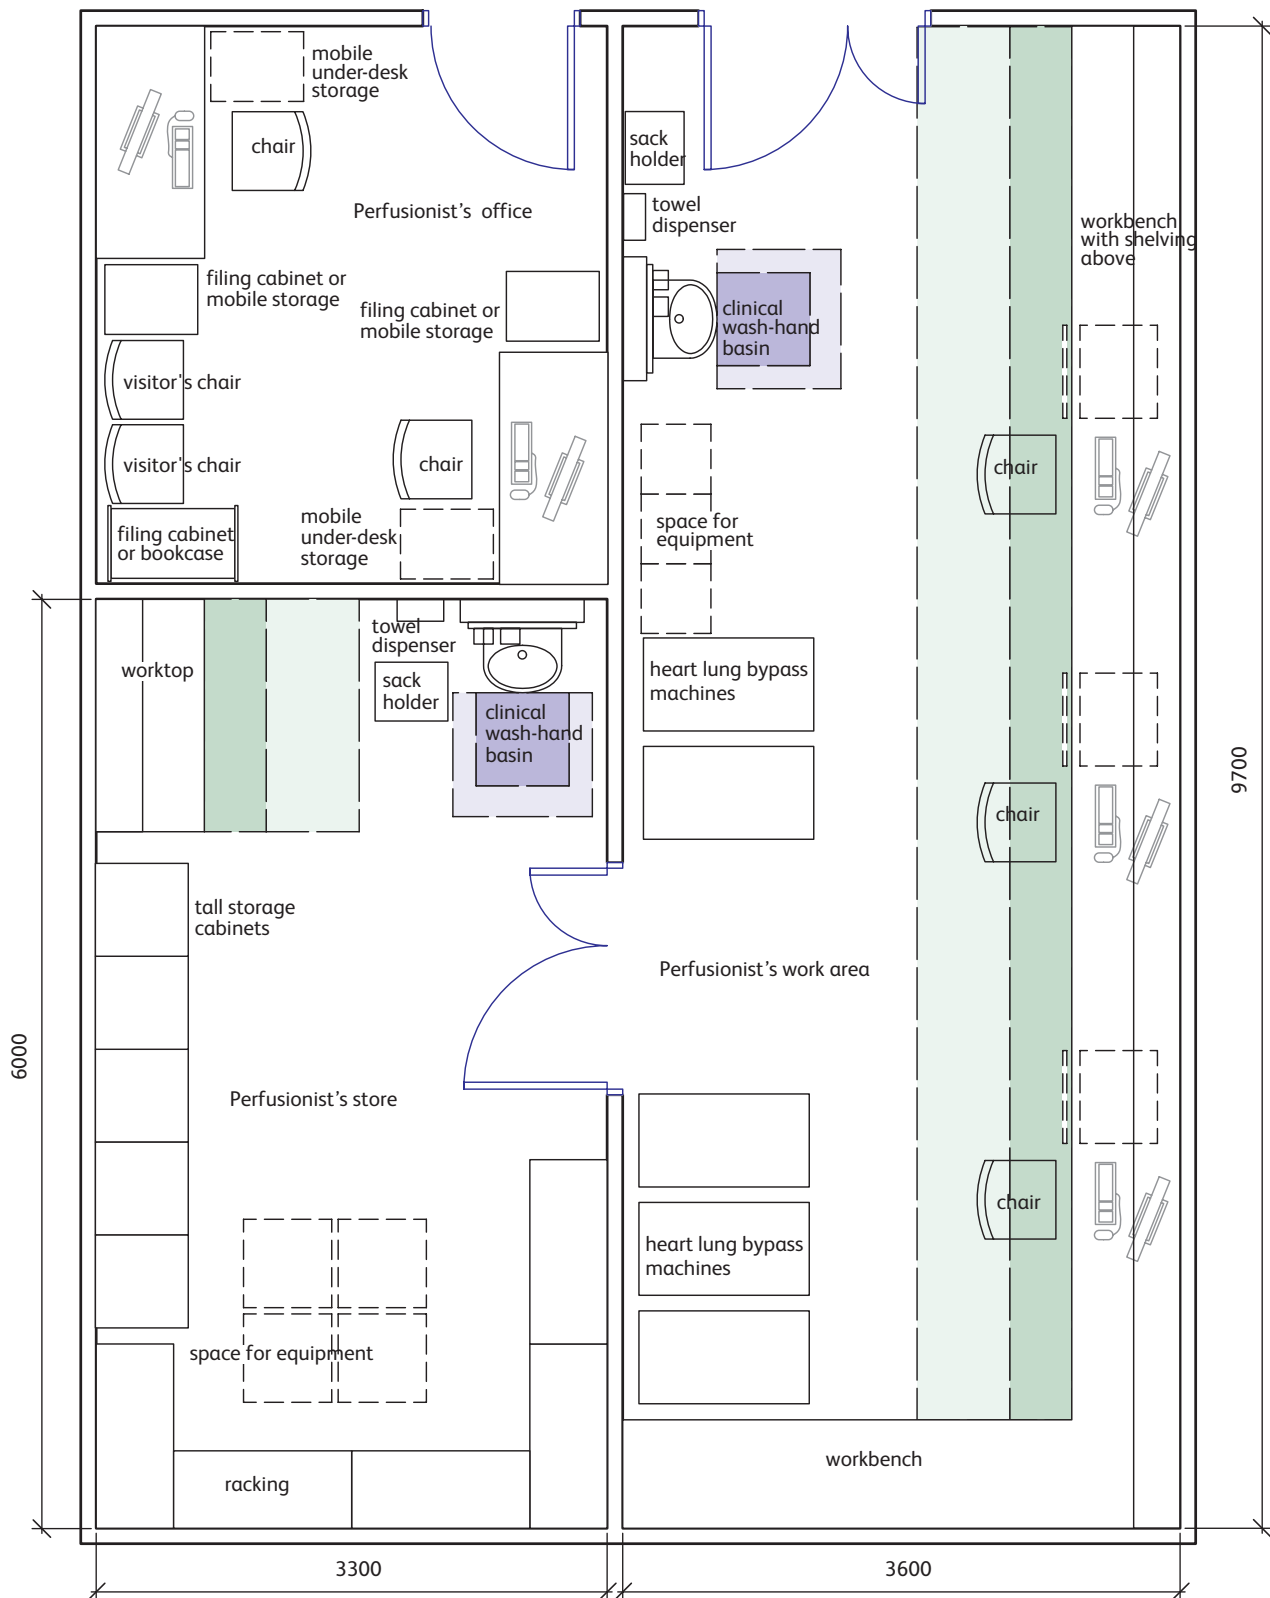 mobile
under-desk
storage
chair
Perfusionist's office
filing cabinet or
mobile storage
filing cabinet or
mobile storage
visitor's chair
visitor's chair
chair
filing cabinet
or bookcase
mobile
under-desk
storage
sack
holder
towel
dispenser
clinical
wash-hand
basin
workbench
with shelving
above
chair
space for
equipment
heart lung bypass
machines
chair
Perfusionist's work area
chair
heart lung bypass
machines
workbench
worktop
towel
dispenser
sack
holder
clinical
wash-hand
basin
tall storage
cabinets
Perfusionist's store
space for equipment
racking
6000
9700
3300
3600